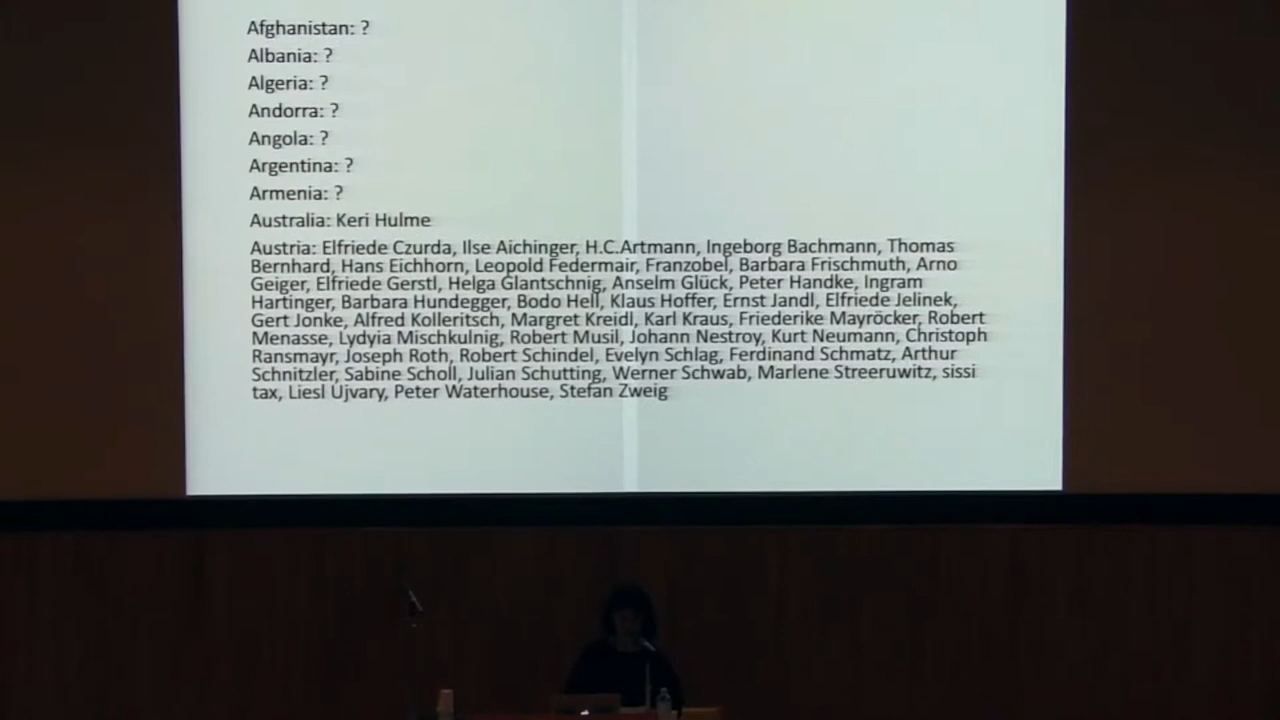 Afghanistan: ?
Albania: ?
Algeria: ?
Andorra: ?
Angola: ?
Argentina: ?
Armenia: ?
Australia: Keri Hulme
Austria: Elfriede Czurda, Ilse Aichinger, H.C.Artmann, Ingeborg Bachmann, Thomas
Bernhard, Hans Eichhorn, Leopold Federmair, Franzobel, Barbara Frischmuth, Arno
Geiger, Elfriede Gerstl, Helga Glantschnig, Anselm Glück, Peter Handke, Ingram
Hartinger, Barbara Hundegger, Bodo Hell, Klaus Hoffer, Ernst Jandl, Elfriede Jelinek,
Gert Jonke, Alfred Kolleritsch, Margret Kreidl, Karl Kraus, Friederike Mayröcker, Robert
Menasse, Lydyia Mischkulnig, Robert Musil, Johann Nestroy, Kurt Neumann, Christoph
Ransmayr, Joseph Roth, Robert Schindel, Evelyn Schlag, Ferdinand Schmatz, Arthur
Schnitzler, Sabine Scholl, Julian Schutting, Werner Schwab, Marlene Streeruwitz, sissi
tax, Liesl Ujvary, Peter Waterhouse, Stefan Zweig